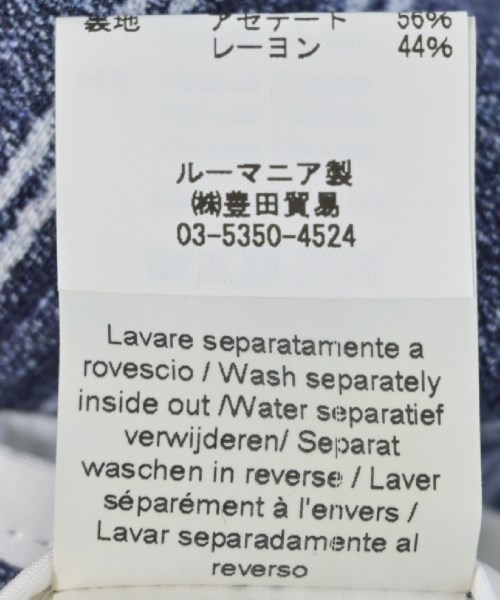 裏地 アセテート 56%
レーヨン 44%
ルーマニア製
㈱豊田貿易
03-5350-4524
Lavare separatamente a
rovescio / Wash separately
inside out /Water separatief
verwijderen/ Separat
waschen in reverse / Laver
séparément à l'envers /
Lavar separadamente al
reverso